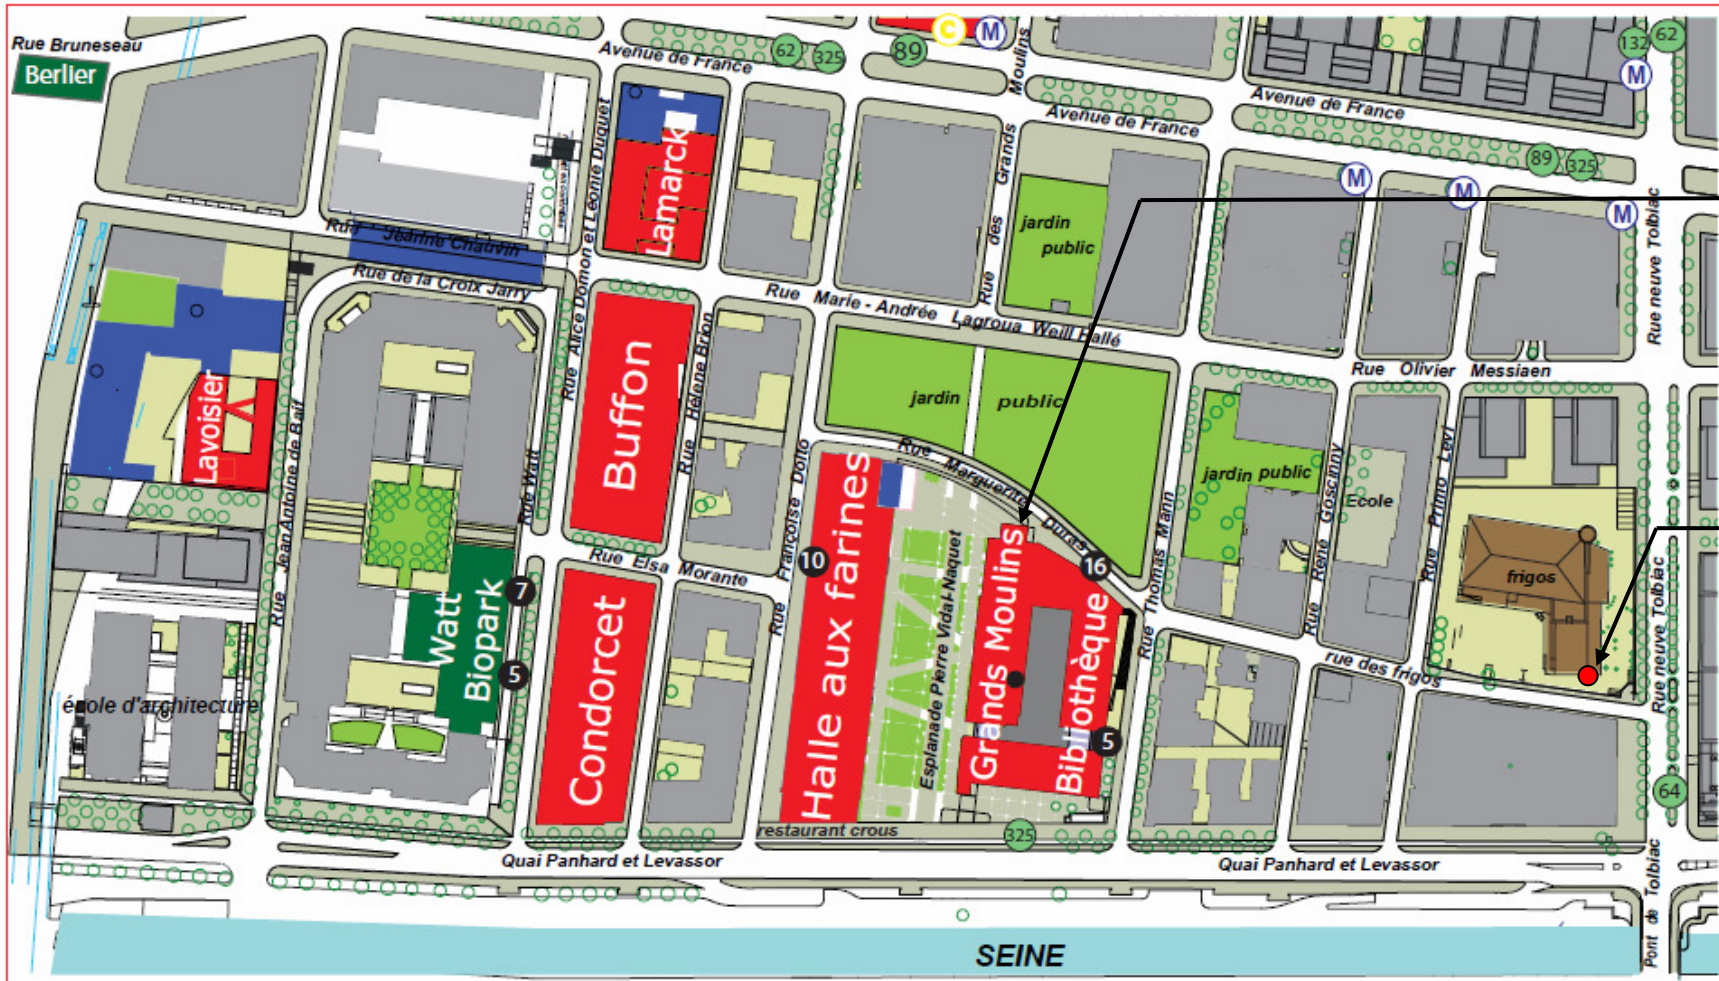 Rue Bruneseau
Berlier
Avenue de France
62
325
89
C
M
132
62
M
Avenue de France
Avenue de France
89
325
M
M
M
Rue des Grands Moulins
Rue neuve Tolbiac
Lamarck
jardin
public
Rue Jeanne Chauvin
Rue de la Croix Jarry
Rue Alice Domon et Léonie Duquet
Rue Marie - Andrée Lagroua Weill Hallé
Rue Olivier Messiaen
Lavoisier
Buffon
Rue Hélène Brion
jardin public
Rue Jean Antoine de Baïf
Rue Watt
Rue Françoise Dolto
Rue Marguerite Duras
Rue Thomas Mann
jardin public
Rue René Goscinny
Ecole
Rue Primo Levi
frigos
Rue neuve Tolbiac
Rue Elsa Morante
10
16
7
5
5
Watt
Biopark
Condorcet
Halle aux farines
Esplanade Pierre Vidal-Naquet
Grands Moulins
Bibliothèque
rue des frigos
école d'architecture
restaurant crous
325
64
Quai Panhard et Levassor
Quai Panhard et Levassor
Pont de Tolbiac
SEINE